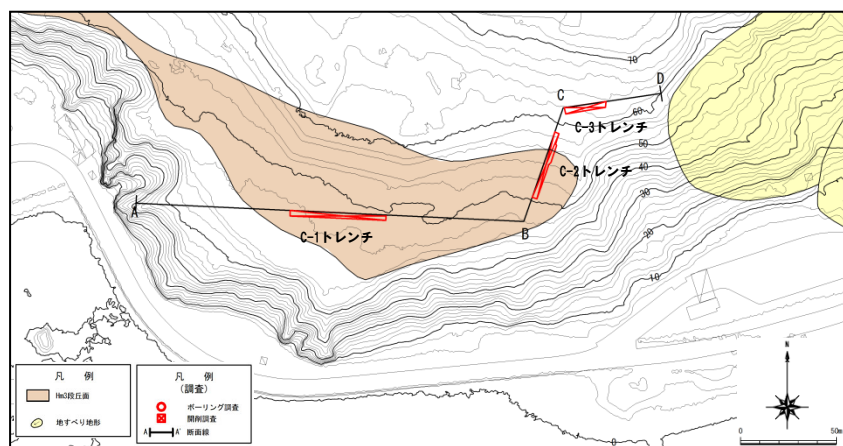 70
D
C
60
C-3トレンチ
50
C-2トレンチ
40
30
A
C-1トレンチ
B
20
10
凡 例
Hm3段丘面
地すべり地形
凡 例
(調査)
ボーリング調査
開削調査
A A' 断面線
N
0 50m